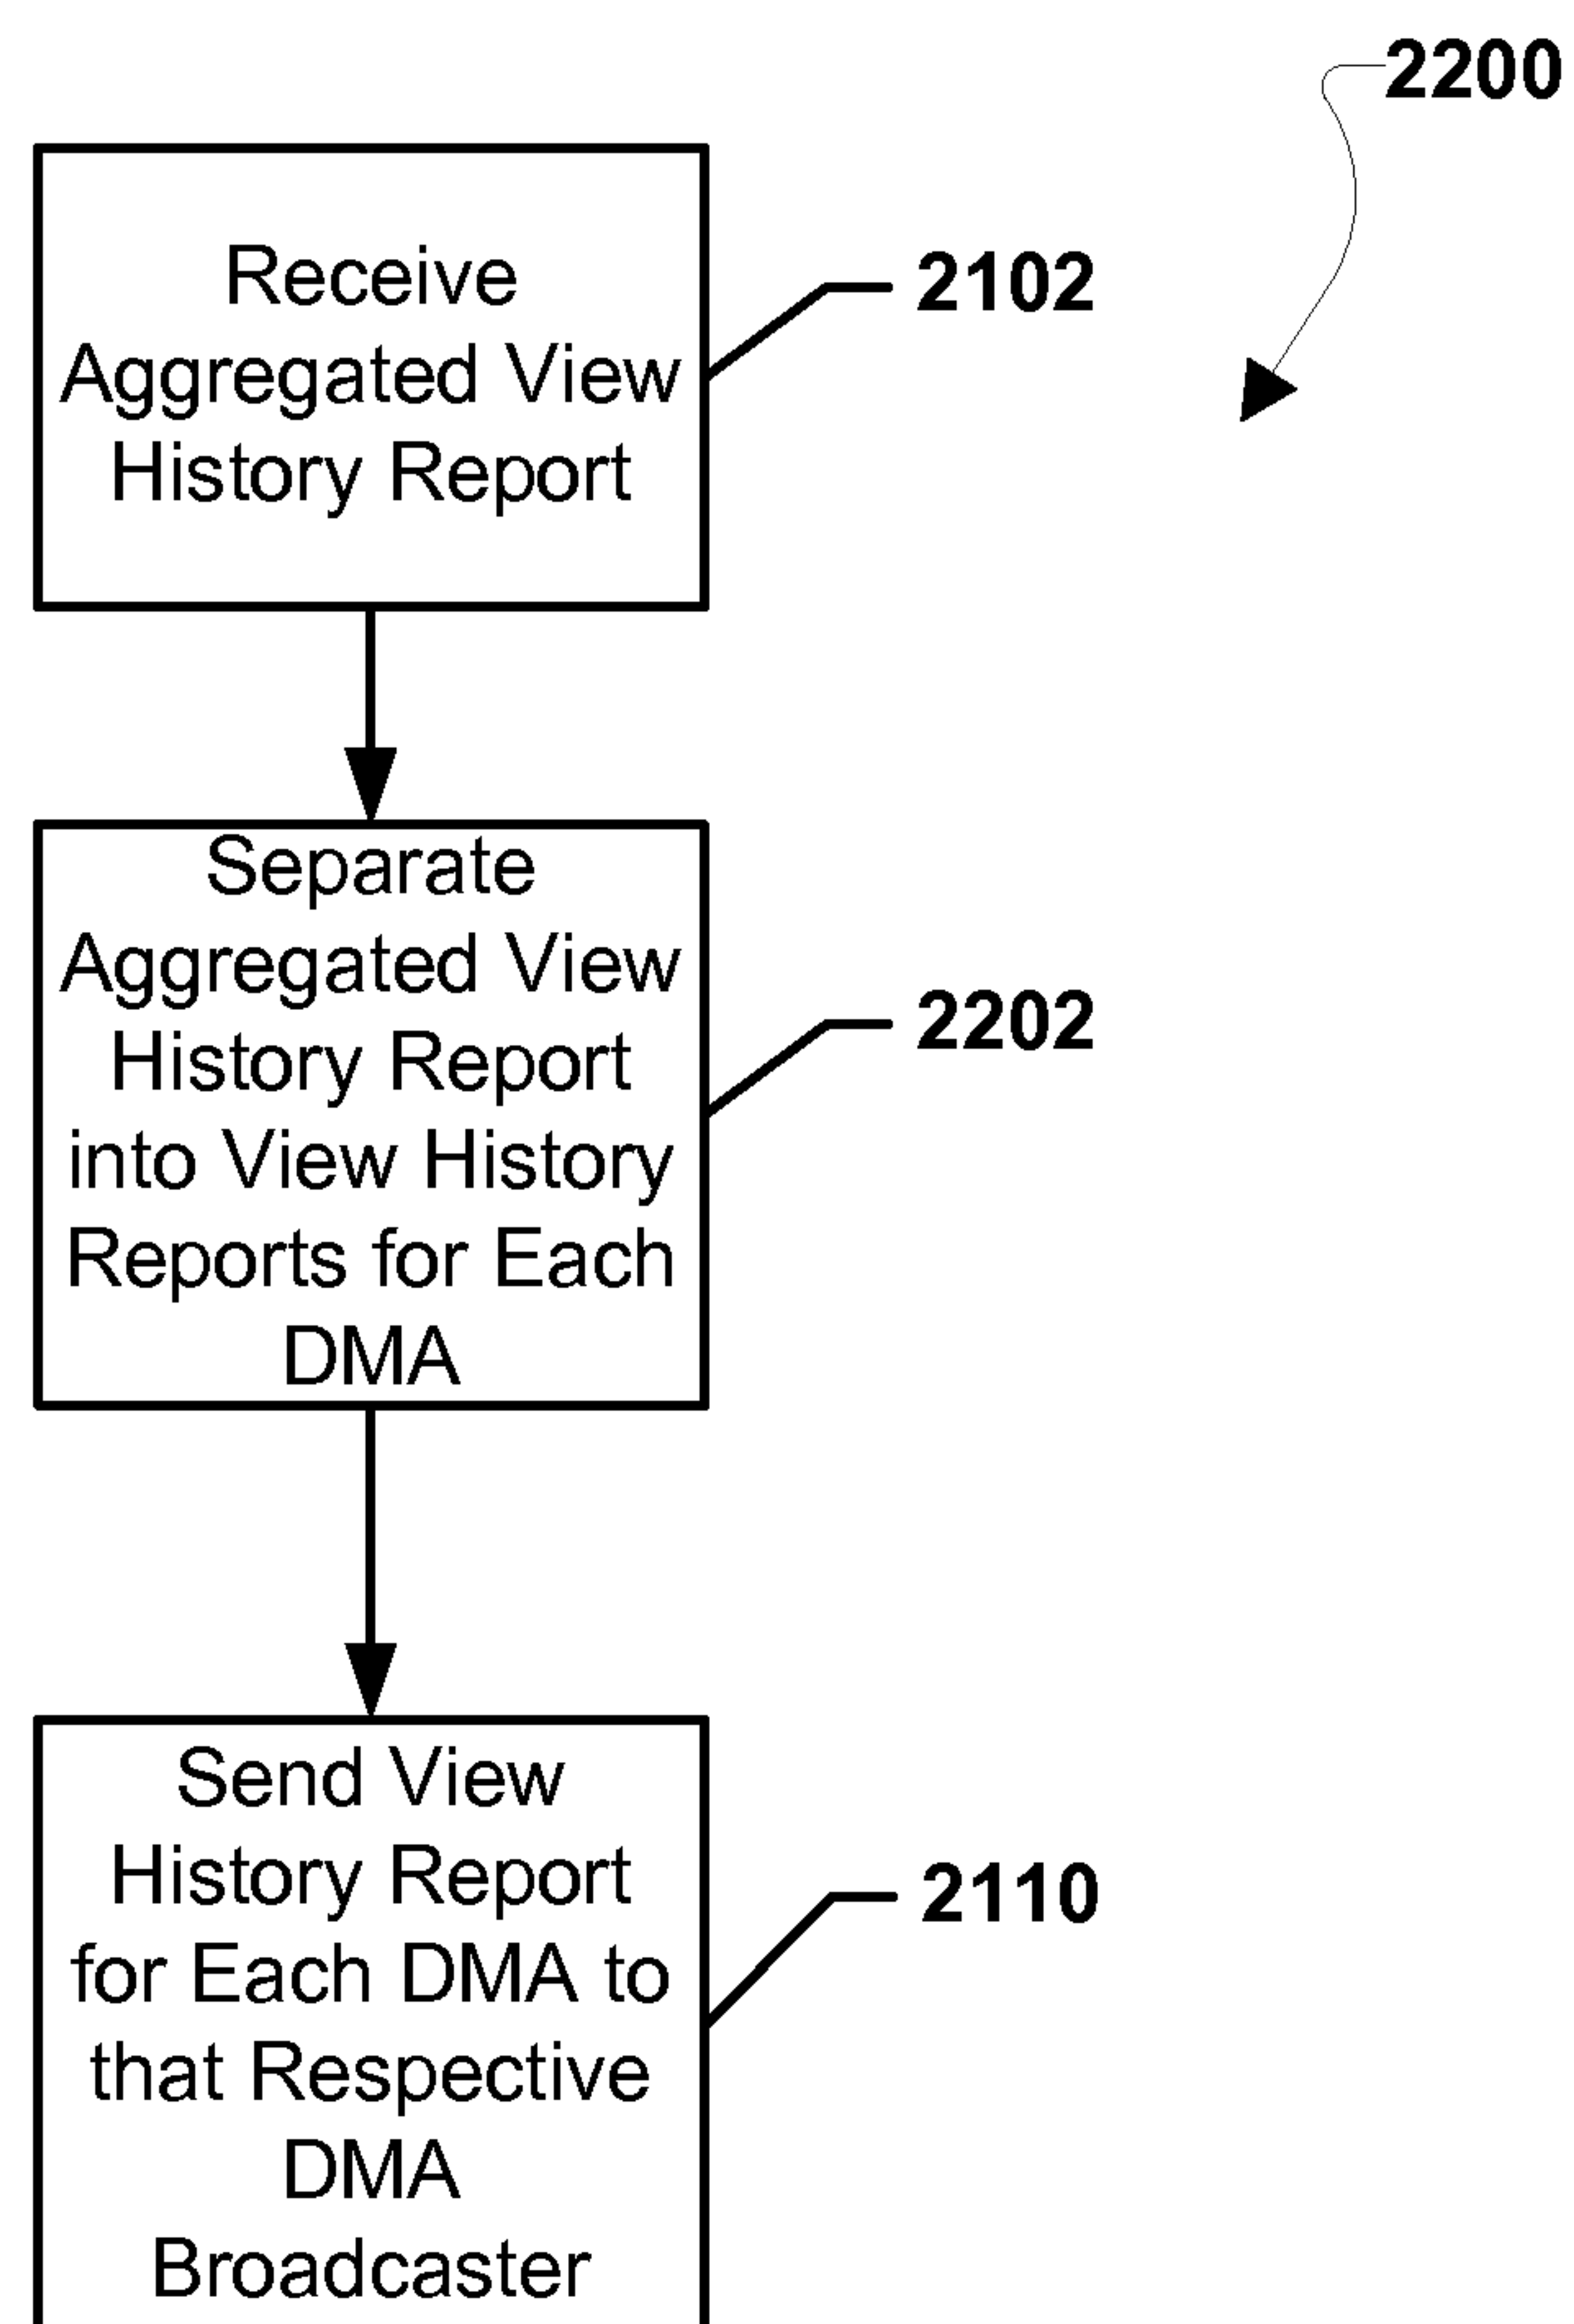 2200
Receive
Aggregated View
History Report
2102
Separate
Aggregated View
History Report
into View History
Reports for Each
DMA
2202
Send View
History Report
for Each DMA to
that Respective
DMA
Broadcaster
2110